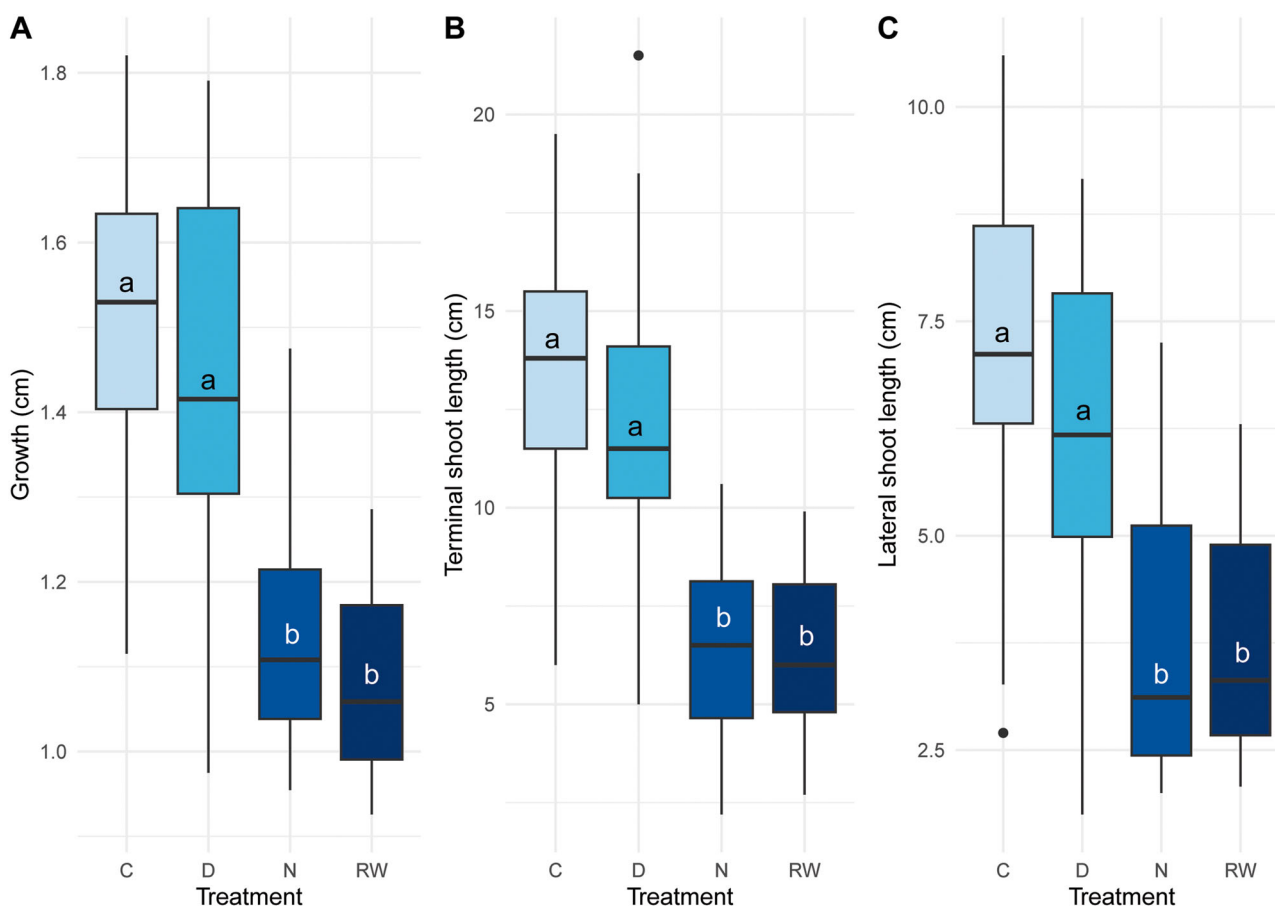 A
Growth (cm)
1.8
1.6
1.4
1.2
1.0
a
a
b
b
C D N RW
Treatment
B
Terminal shoot length (cm)
20
15
10
5
a
a
b
b
C D N RW
Treatment
C
Lateral shoot length (cm)
10.0
7.5
5.0
2.5
a
a
b
b
C D N RW
Treatment